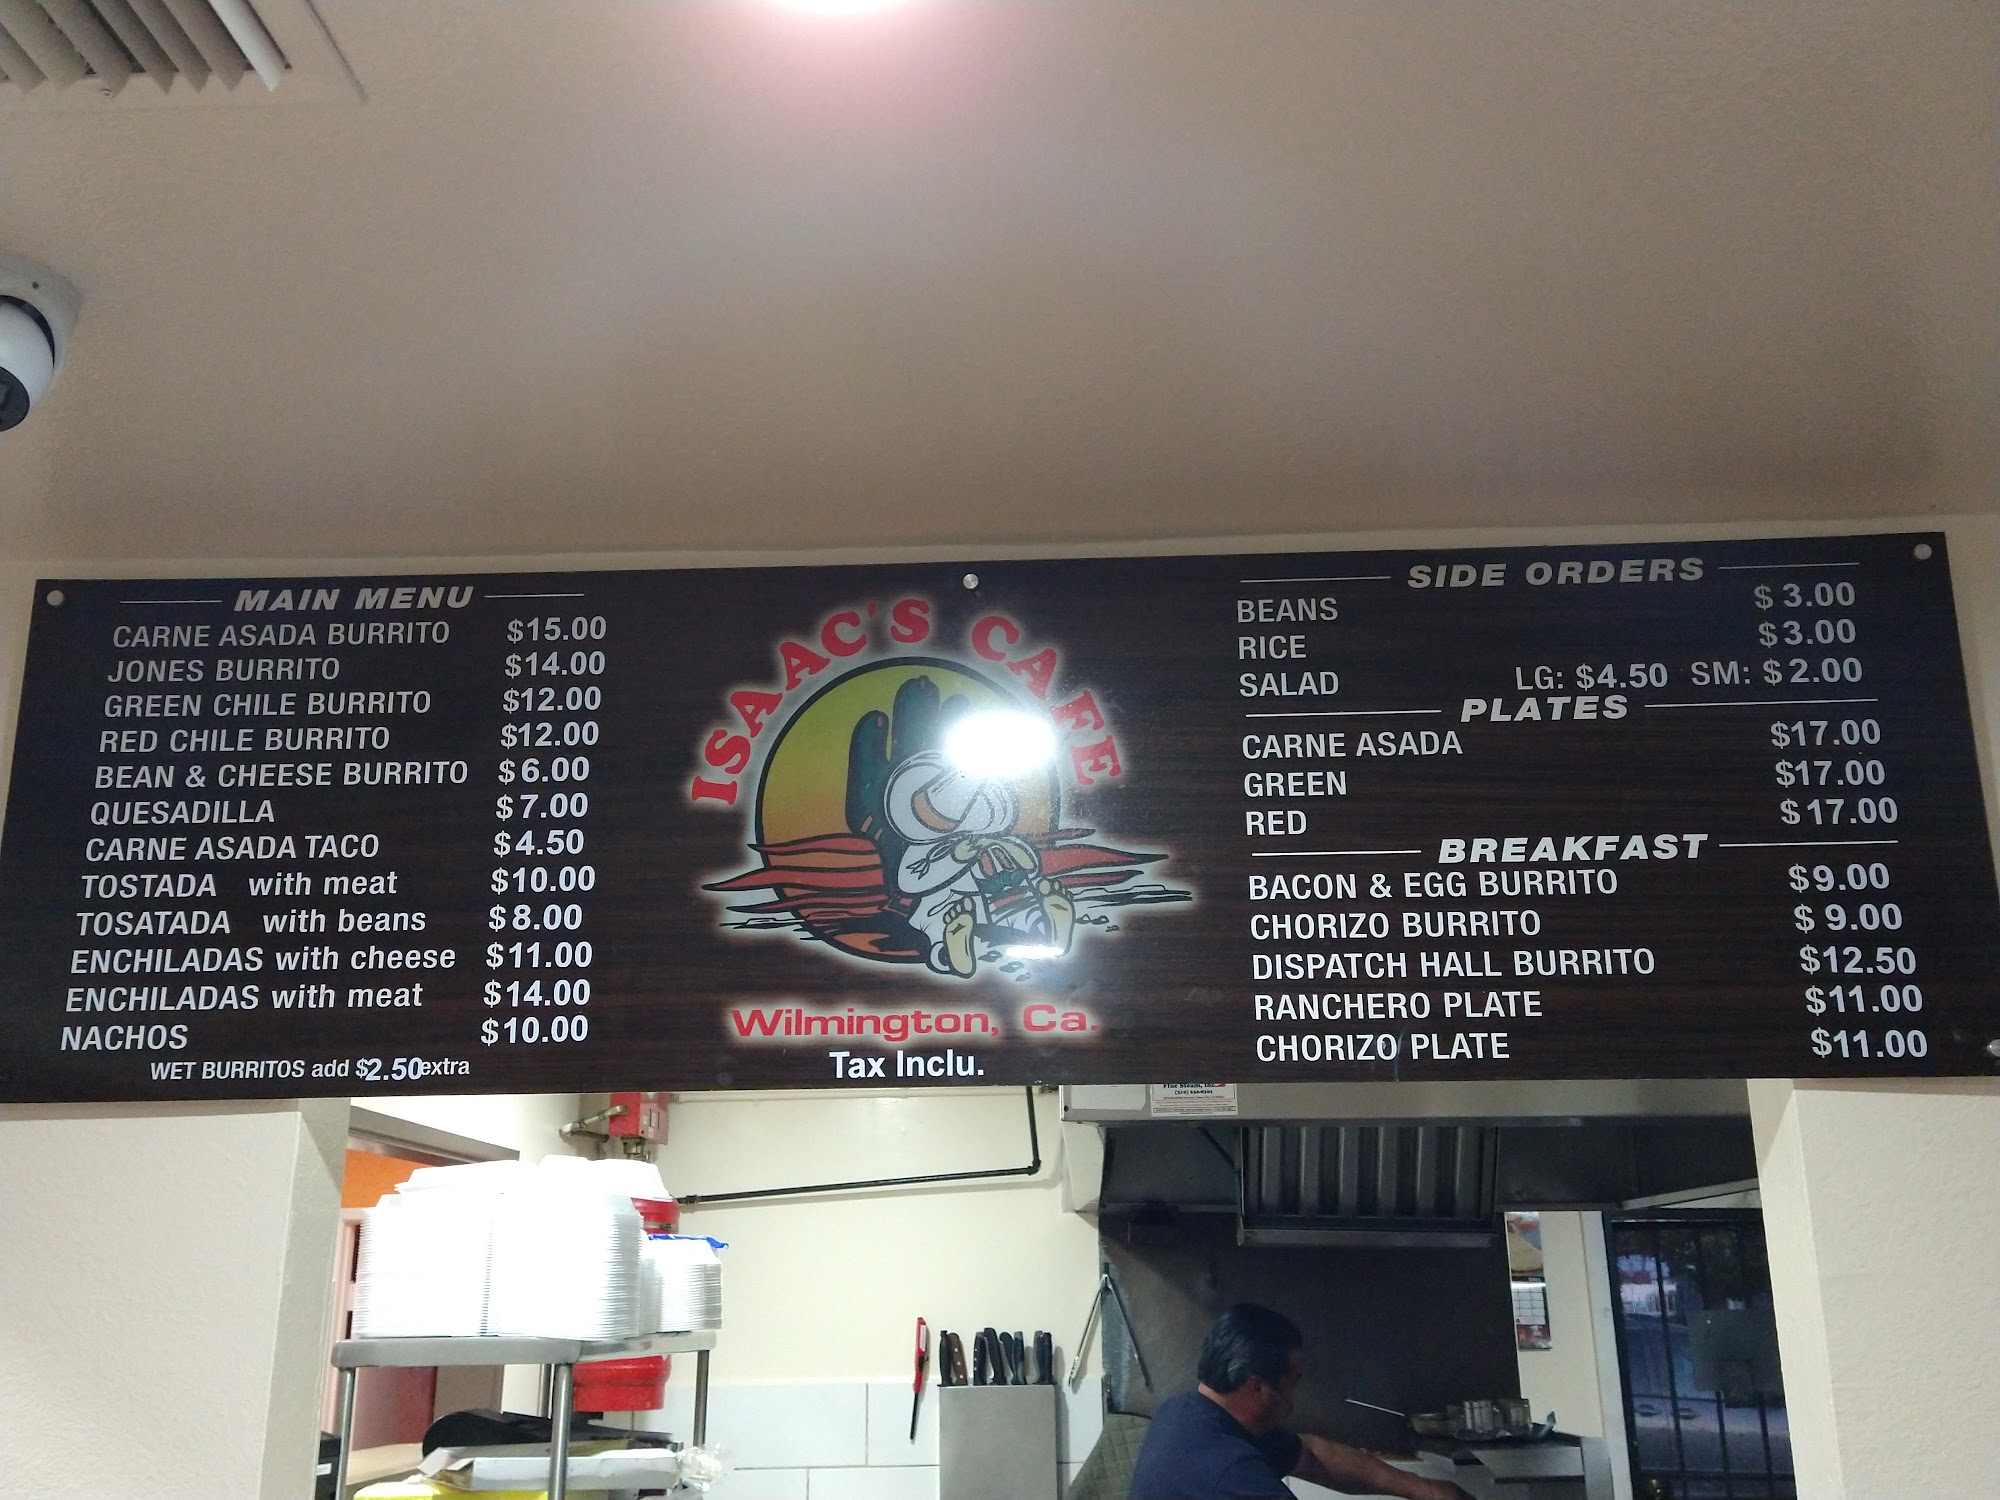 MAIN MENU
CARNE ASADA BURRITO $15.00
JONES BURRITO $14.00
GREEN CHILE BURRITO $12.00
RED CHILE BURRITO $12.00
BEAN & CHEESE BURRITO $6.00
QUESADILLA $7.00
CARNE ASADA TACO $4.50
TOSTADA with meat $10.00
TOSATADA with beans $8.00
ENCHILADAS with cheese $11.00
ENCHILADAS with meat $14.00
NACHOS $10.00
WET BURRITOS add $2.50 extra
ISAAC'S CAFE
Wilmington, Ca.
Tax Inclu.
SIDE ORDERS
BEANS $3.00
RICE $3.00
SALAD LG: $4.50 SM: $2.00
PLATES
CARNE ASADA $17.00
GREEN $17.00
RED $17.00
BREAKFAST
BACON & EGG BURRITO $9.00
CHORIZO BURRITO $9.00
DISPATCH HALL BURRITO $12.50
RANCHERO PLATE $11.00
CHORIZO PLATE $11.00